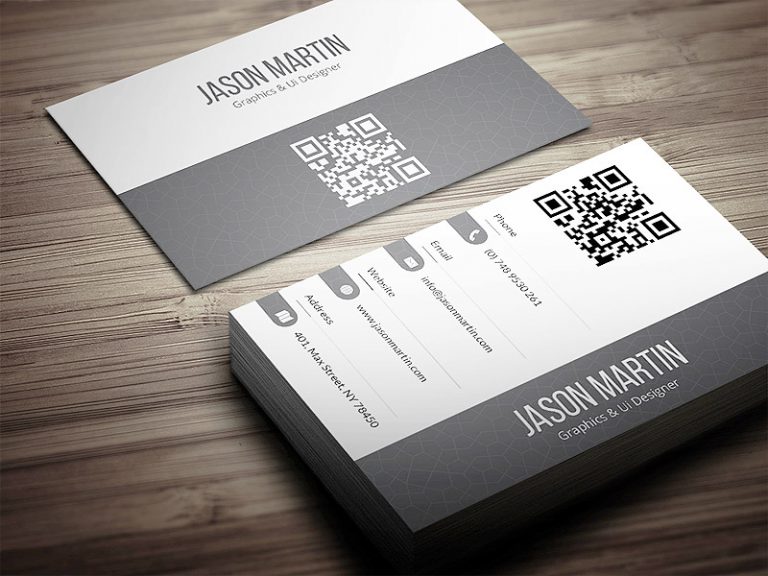 JASON MARTIN
Graphics & Ui Designer
Phone
(0) 748 9530 261
Email
info@jasonmartin.com
Website
www.jasonmartin.com
Address
401, Max Street, NY 78450
JASON MARTIN
Graphics & Ui Designer